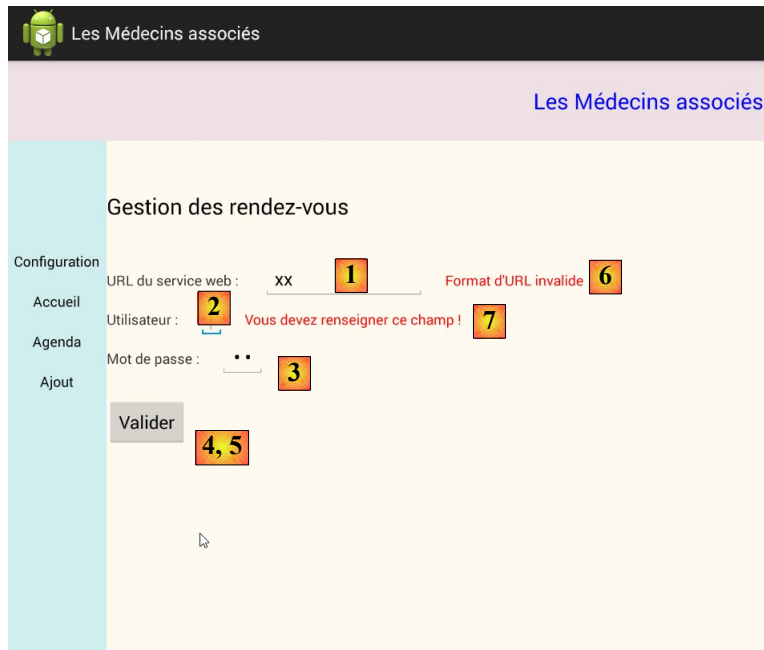 Les Médecins associés
Les Médecins associés
Gestion des rendez-vous
Configuration
Accueil
Agenda
Ajout
URL du service web : xx 1 Format d'URL invalide 6
Utilisateur : 2 Vous devez renseigner ce champ ! 7
Mot de passe : •• 3
Valider
4, 5